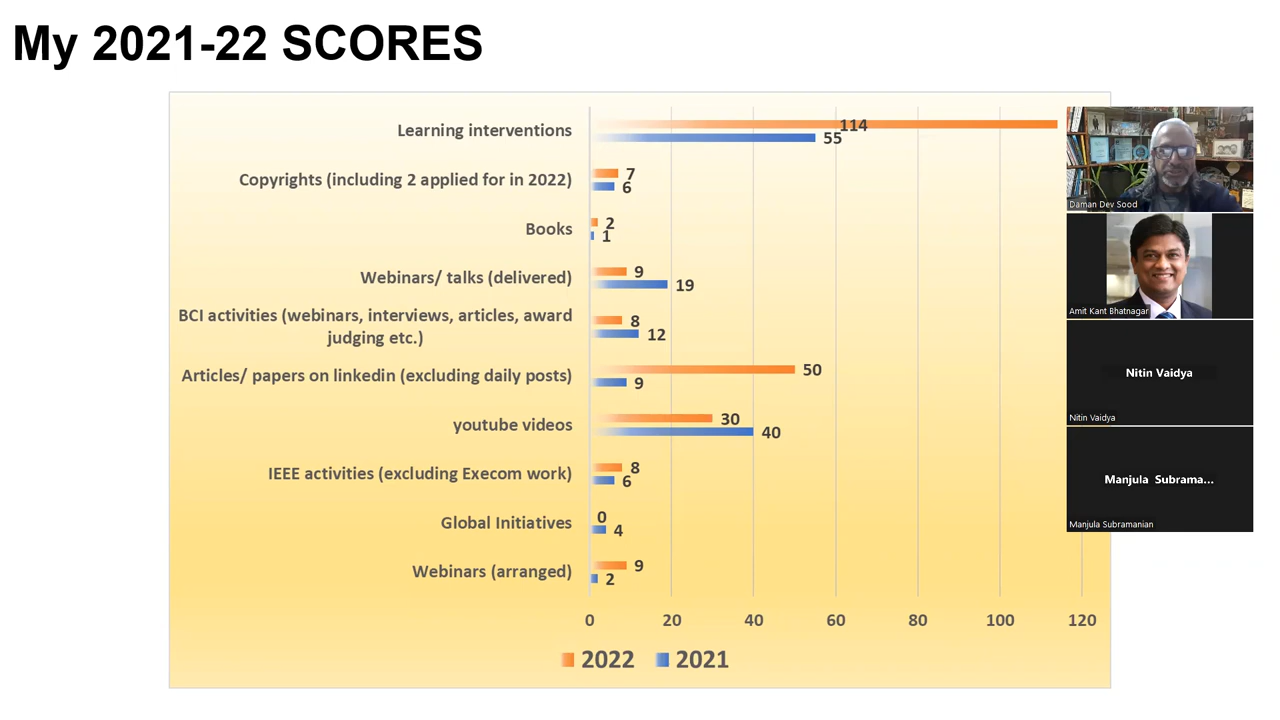 My 2021-22 SCORES
Learning interventions
114
55
Copyrights (including 2 applied for in 2022)
7
6
Books
2
1
Webinars/ talks (delivered)
9
19
BCI activities (webinars, interviews, articles, award
judging etc.)
8
12
Articles/ papers on linkedin (excluding daily posts)
50
9
youtube videos
30
40
IEEE activities (excluding Execom work)
8
6
Global Initiatives
0
4
Webinars (arranged)
9
2
0 20 40 60 80 100 120
2022 2021
Daman Dev Sood
Amit Kant Bhatnagar
Nitin Vaidya
Nitin Vaidya
Manjula Subrama...
Manjula Subramanian